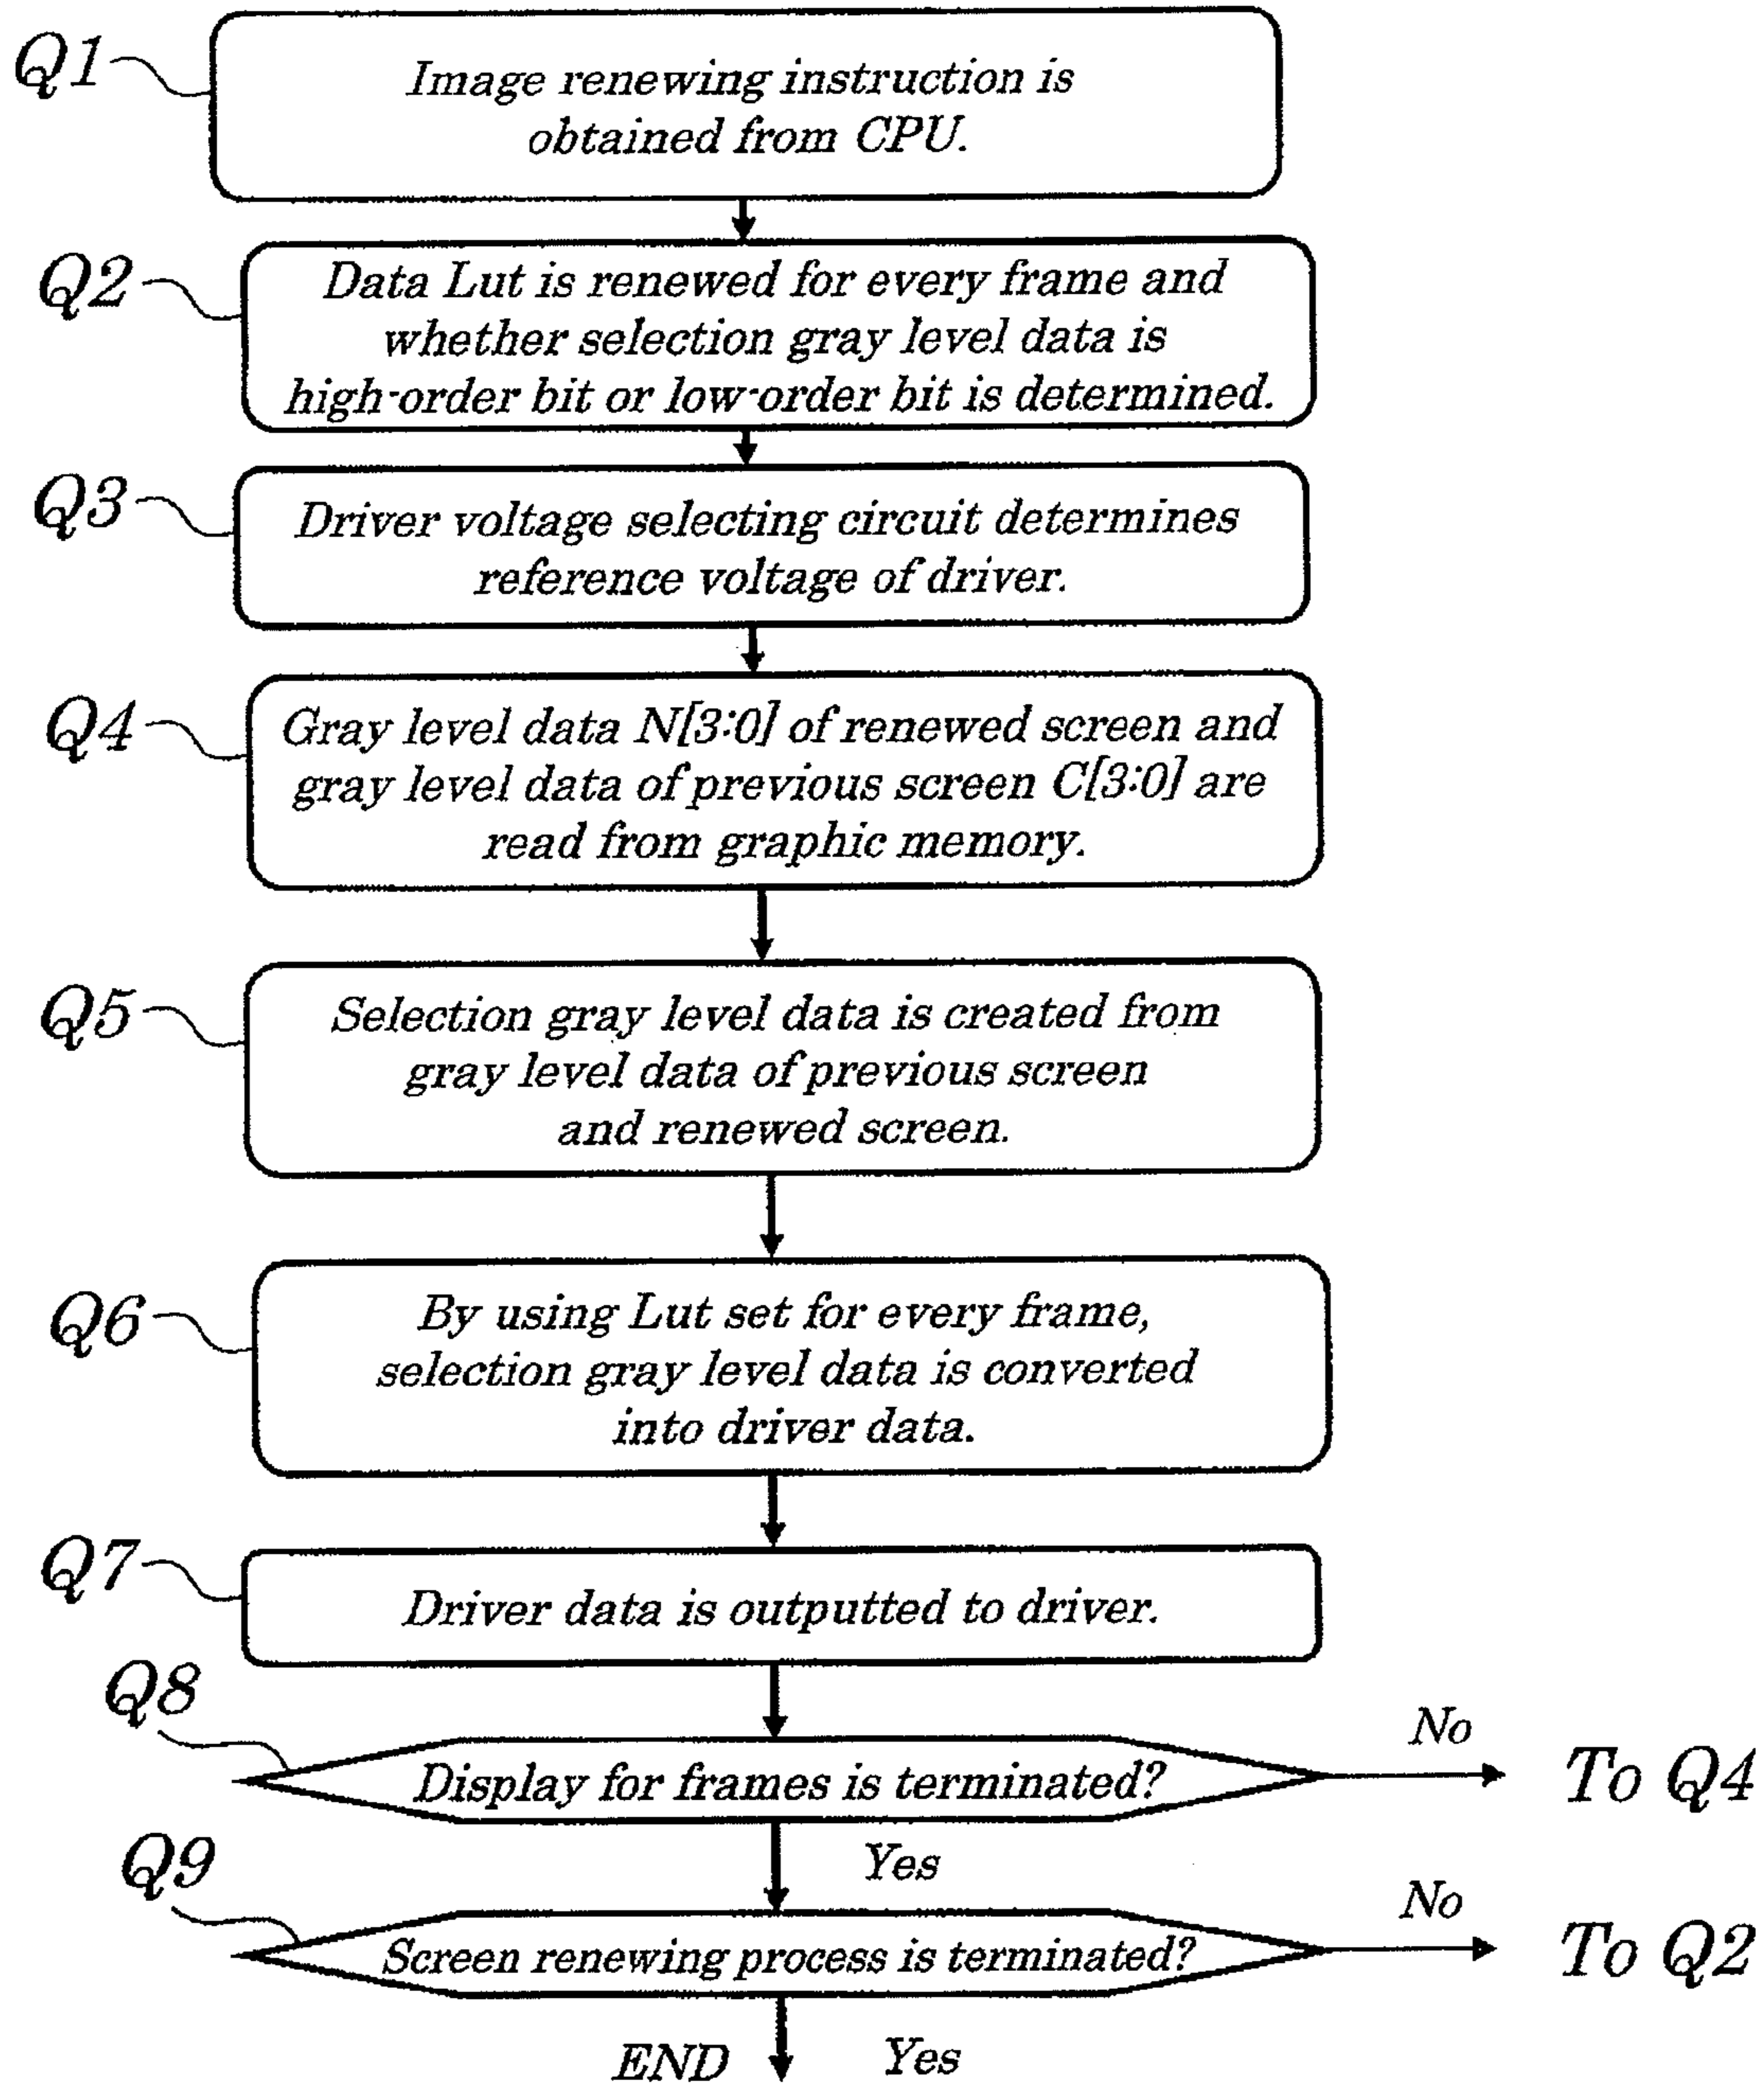 Q1
Image renewing instruction is
obtained from CPU.
Q2
Data Lut is renewed for every frame and
whether selection gray level data is
high-order bit or low-order bit is determined.
Q3
Driver voltage selecting circuit determines
reference voltage of driver.
Q4
Gray level data N[3:0] of renewed screen and
gray level data of previous screen C[3:0] are
read from graphic memory.
Q5
Selection gray level data is created from
gray level data of previous screen
and renewed screen.
Q6
By using Lut set for every frame,
selection gray level data is converted
into driver data.
Q7
Driver data is outputted to driver.
Q8
Display for frames is terminated?
No
To Q4
Yes
Q9
Screen renewing process is terminated?
No
To Q2
END
Yes